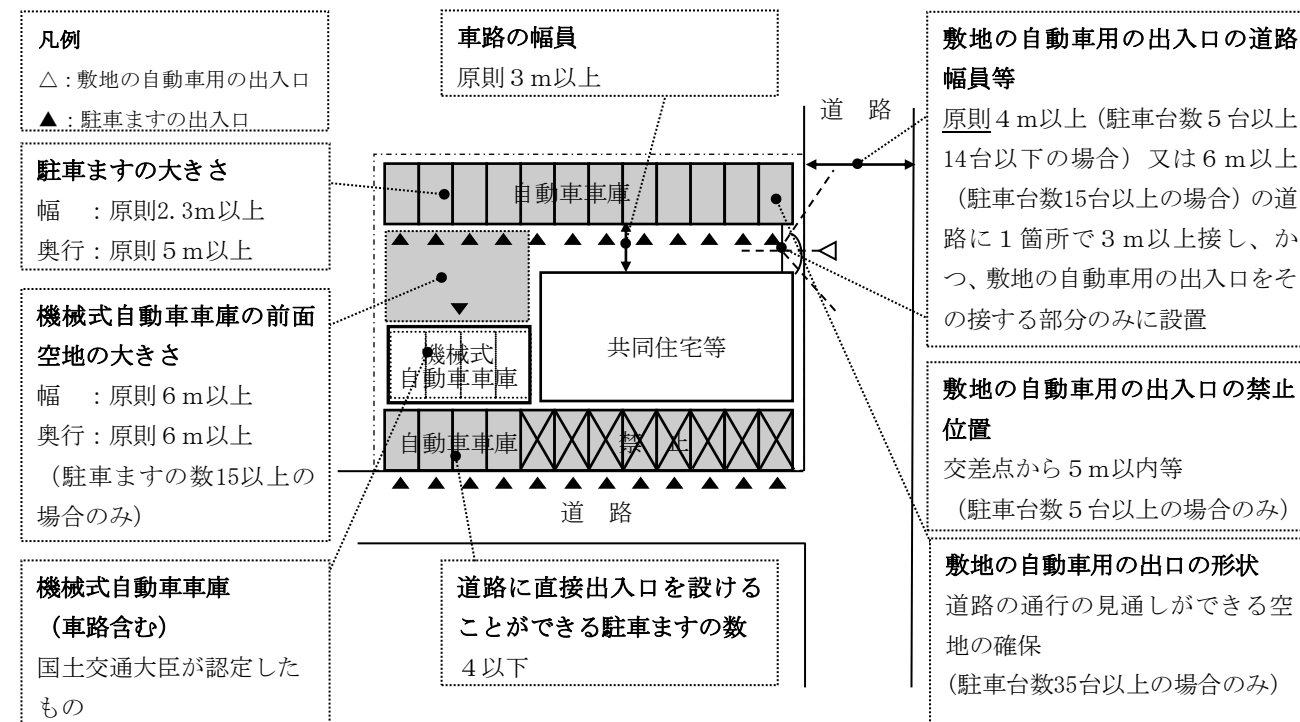 凡例
△：敷地の自動車用の出入口
▲：駐車ますの出入口
駐車ますの大きさ
幅　：原則2.3m以上
奥行：原則５ｍ以上
機械式自動車車庫の前面
空地の大きさ
幅　：原則６ｍ以上
奥行：原則６ｍ以上
（駐車ますの数15以上の
場合のみ）
機械式自動車車庫
（車路含む）
国土交通大臣が認定した
もの
車路の幅員
原則３ｍ以上
道　路
自動車車庫
機械式
自動車車庫
共同住宅等
自動車車庫
禁　止
道　路
道路に直接出入口を設ける
ことができる駐車ますの数
４以下
敷地の自動車用の出入口の道路
幅員等
原則４ｍ以上（駐車台数５台以上
14台以下の場合）又は６ｍ以上
（駐車台数15台以上の場合）の道
路に１箇所で３ｍ以上接し、か
つ、敷地の自動車用の出入口をそ
の接する部分のみに設置
敷地の自動車用の出入口の禁止
位置
交差点から５ｍ以内等
（駐車台数５台以上の場合のみ）
敷地の自動車用の出口の形状
道路の通行の見通しができる空
地の確保
(駐車台数35台以上の場合のみ）